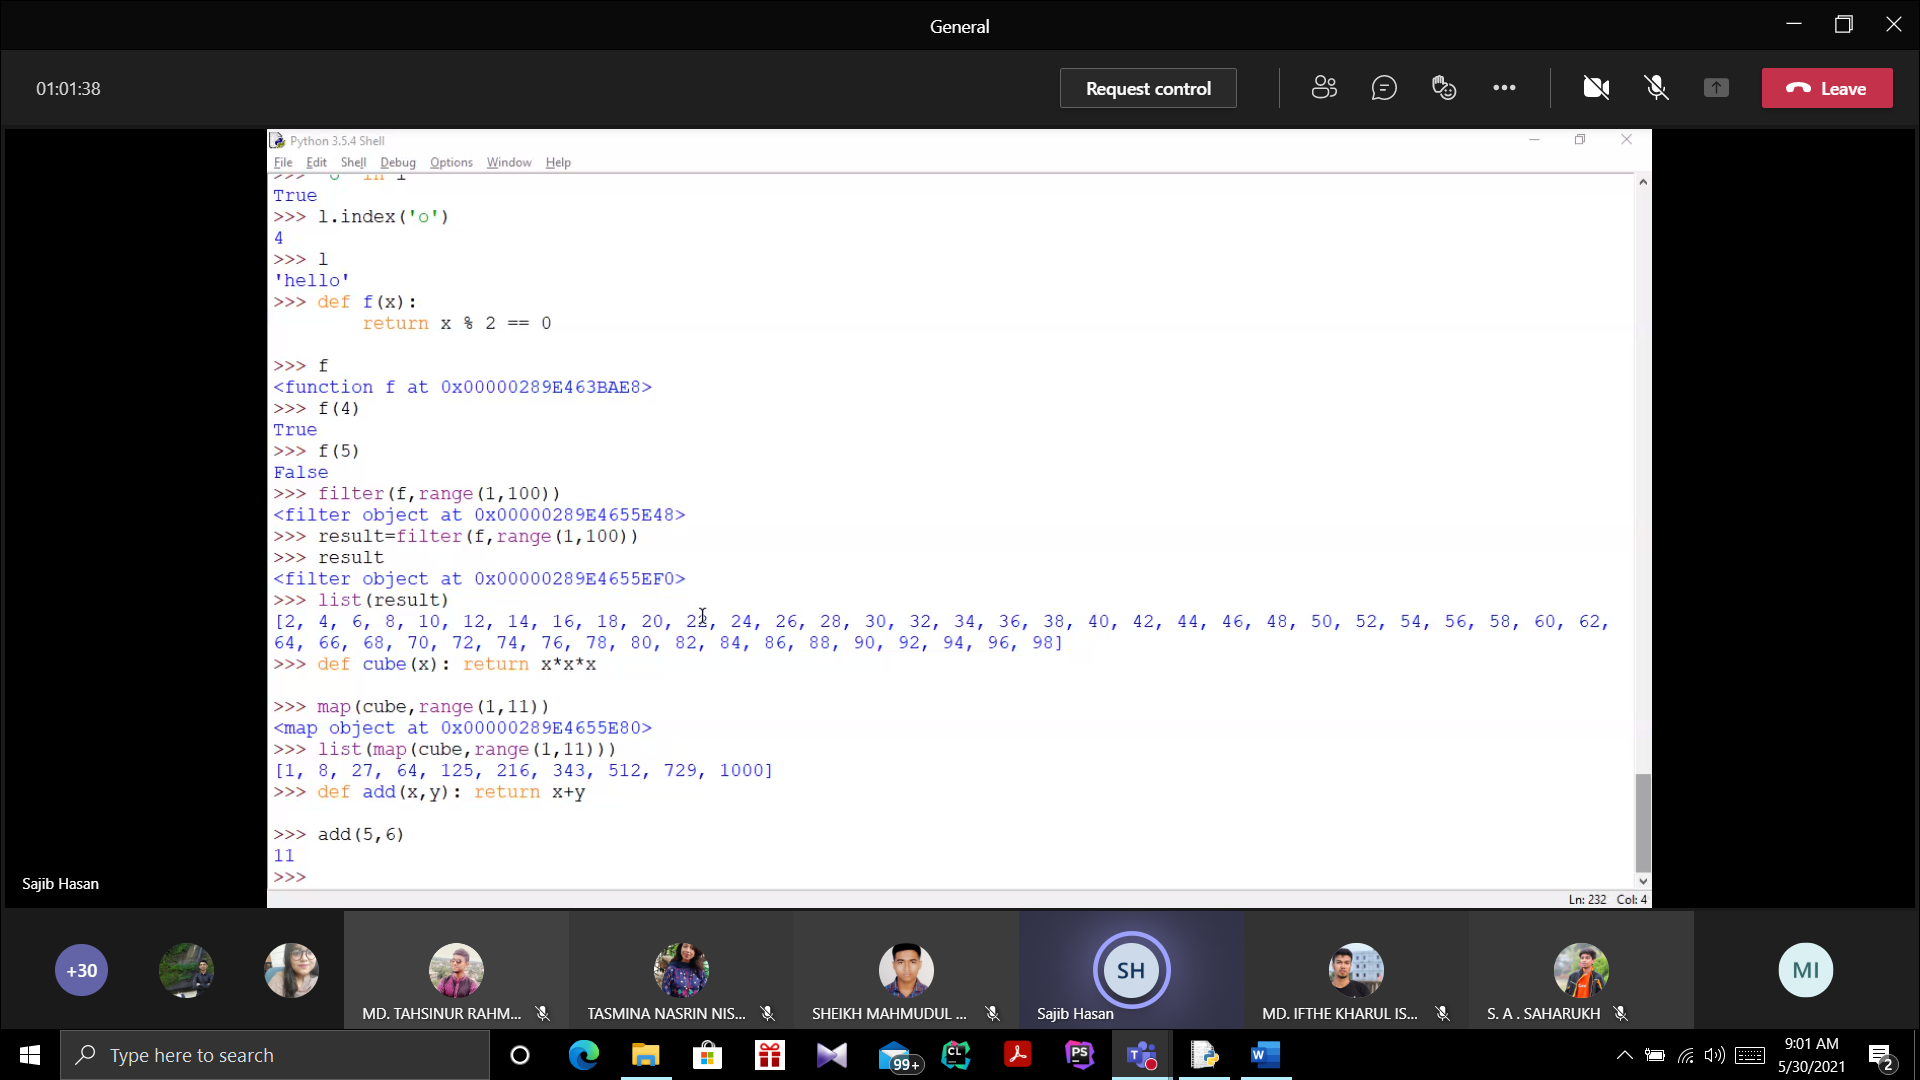 General
01:01:38
Request control
Leave
Python 3.5.4 Shell
File Edit Shell Debug Options Window Help
True
>>> l.index('o')
4
>>> l
'hello'
>>> def f(x):
return x % 2 == 0
>>> f
<function f at 0x00000289E463BAE8>
>>> f(4)
True
>>> f(5)
False
>>> filter(f,range(1,100))
<filter object at 0x00000289E4655E48>
>>> result=filter(f,range(1,100))
>>> result
<filter object at 0x00000289E4655EF0>
>>> list(result)
[2, 4, 6, 8, 10, 12, 14, 16, 18, 20, 22, 24, 26, 28, 30, 32, 34, 36, 38, 40, 42, 44, 46, 48, 50, 52, 54, 56, 58, 60, 62,
64, 66, 68, 70, 72, 74, 76, 78, 80, 82, 84, 86, 88, 90, 92, 94, 96, 98]
>>> def cube(x): return x*x*x
>>> map(cube,range(1,11))
<map object at 0x00000289E4655E80>
>>> list(map(cube,range(1,11)))
[1, 8, 27, 64, 125, 216, 343, 512, 729, 1000]
>>> def add(x,y): return x+y
>>> add(5,6)
11
>>>
Ln: 232 Col: 4
Sajib Hasan
+30
SH
MI
MD. TAHSINUR RAHM...
TASMINA NASRIN NIS...
SHEIKH MAHMUDUL ...
Sajib Hasan
MD. IFTHE KHARUL IS...
S. A . SAHARUKH
Type here to search
99+
CL
PS
9:01 AM
5/30/2021
2